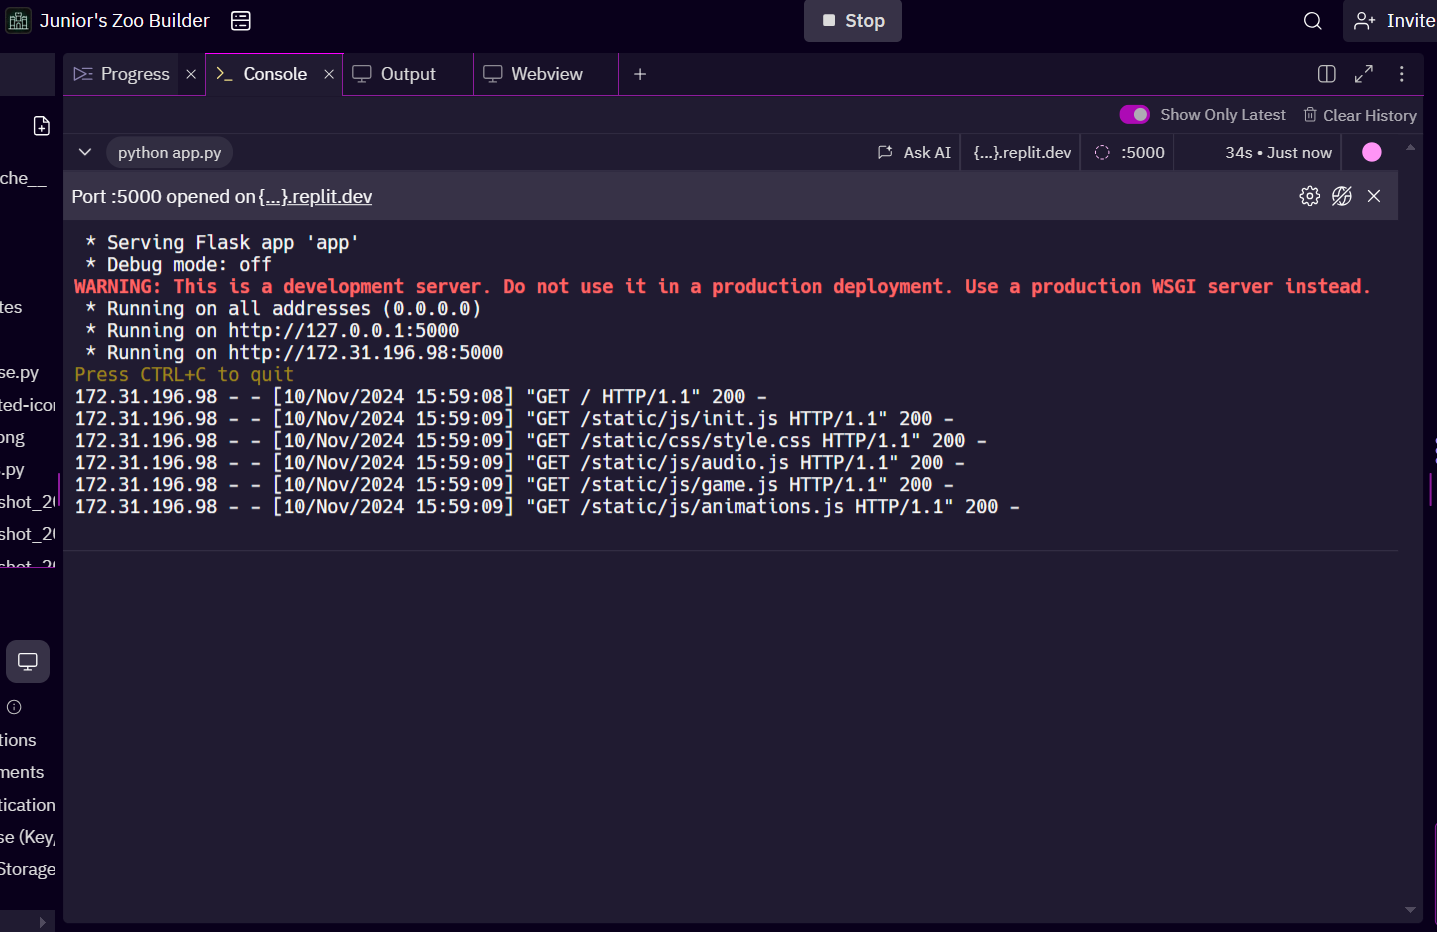 Junior's Zoo Builder
Stop
Invite
Progress
Console
Output
Webview
Show Only Latest
Clear History
python app.py
Ask AI
{...}.replit.dev
:5000
34s • Just now
Port :5000 opened on {...}.replit.dev
* Serving Flask app 'app'
* Debug mode: off
WARNING: This is a development server. Do not use it in a production deployment. Use a production WSGI server instead.
* Running on all addresses (0.0.0.0)
* Running on http://127.0.0.1:5000
* Running on http://172.31.196.98:5000
Press CTRL+C to quit
172.31.196.98 - - [10/Nov/2024 15:59:08] "GET / HTTP/1.1" 200 -
172.31.196.98 - - [10/Nov/2024 15:59:09] "GET /static/js/init.js HTTP/1.1" 200 -
172.31.196.98 - - [10/Nov/2024 15:59:09] "GET /static/css/style.css HTTP/1.1" 200 -
172.31.196.98 - - [10/Nov/2024 15:59:09] "GET /static/js/audio.js HTTP/1.1" 200 -
172.31.196.98 - - [10/Nov/2024 15:59:09] "GET /static/js/game.js HTTP/1.1" 200 -
172.31.196.98 - - [10/Nov/2024 15:59:09] "GET /static/js/animations.js HTTP/1.1" 200 -
che__
tes
se.py
ted-icon
png
.py
shot_20
shot_20
tions
ments
tication
se (Key,
Storage